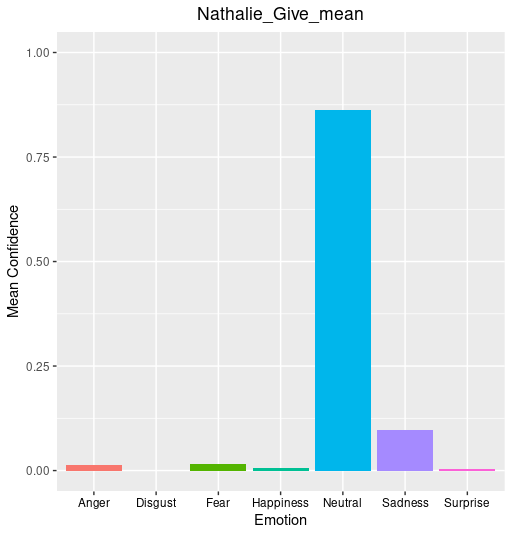 Nathalie_Give_mean
1.00
0.75
0.50
0.25
0.00
Mean Confidence
Anger Disgust Fear Happiness Neutral Sadness Surprise
Emotion